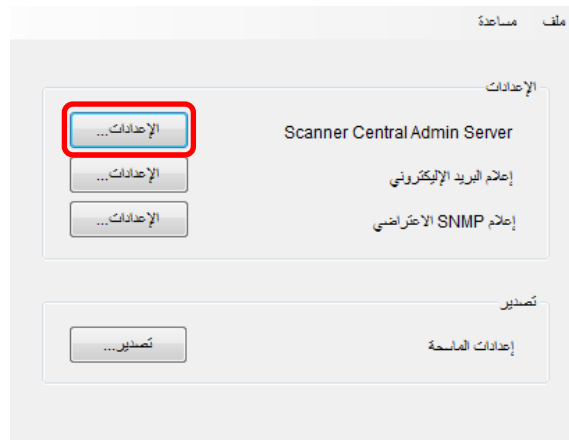 ملف مساعدة
الإعدادات
Scanner Central Admin Server الإعدادات...
إعلام البريد الإليكتروني الإعدادات...
إعلام SNMP الاعتراضي الإعدادات...
تصدير
إعدادات الماسحة تصدير...